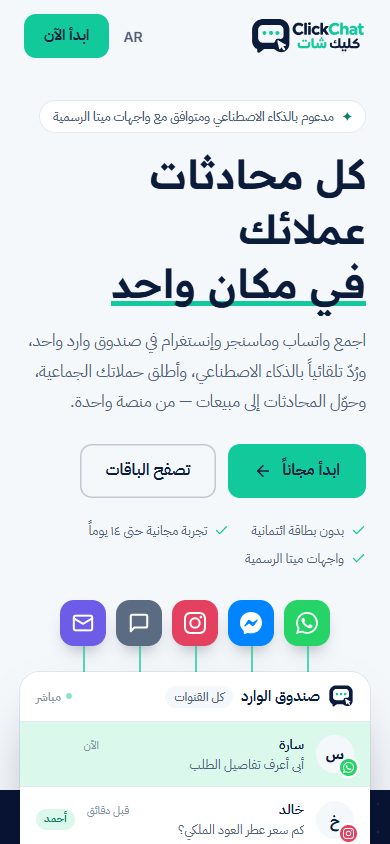 ClickChat
كليك شات
AR
ابدأ الآن
مدعوم بالذكاء الاصطناعي ومتوافق مع واجهات ميتا الرسمية
كل محادثات
عملائك
في مكان واحد
اجمع واتساب وماسنجر وإنستغرام في صندوق وارد واحد،
ورُدّ تلقائياً بالذكاء الاصطناعي، وأطلق حملاتك الجماعية،
وحوّل المحادثات إلى مبيعات — من منصة واحدة.
ابدأ مجاناً
تصفح الباقات
بدون بطاقة ائتمانية
تجربة مجانية حتى ١٤ يوماً
واجهات ميتا الرسمية
صندوق الوارد
كل القنوات
مباشر
س
سارة
الآن
أبي أعرف تفاصيل الطلب
خ
خالد
قبل دقائق
أحمد
كم سعر عطر العود الملكي؟